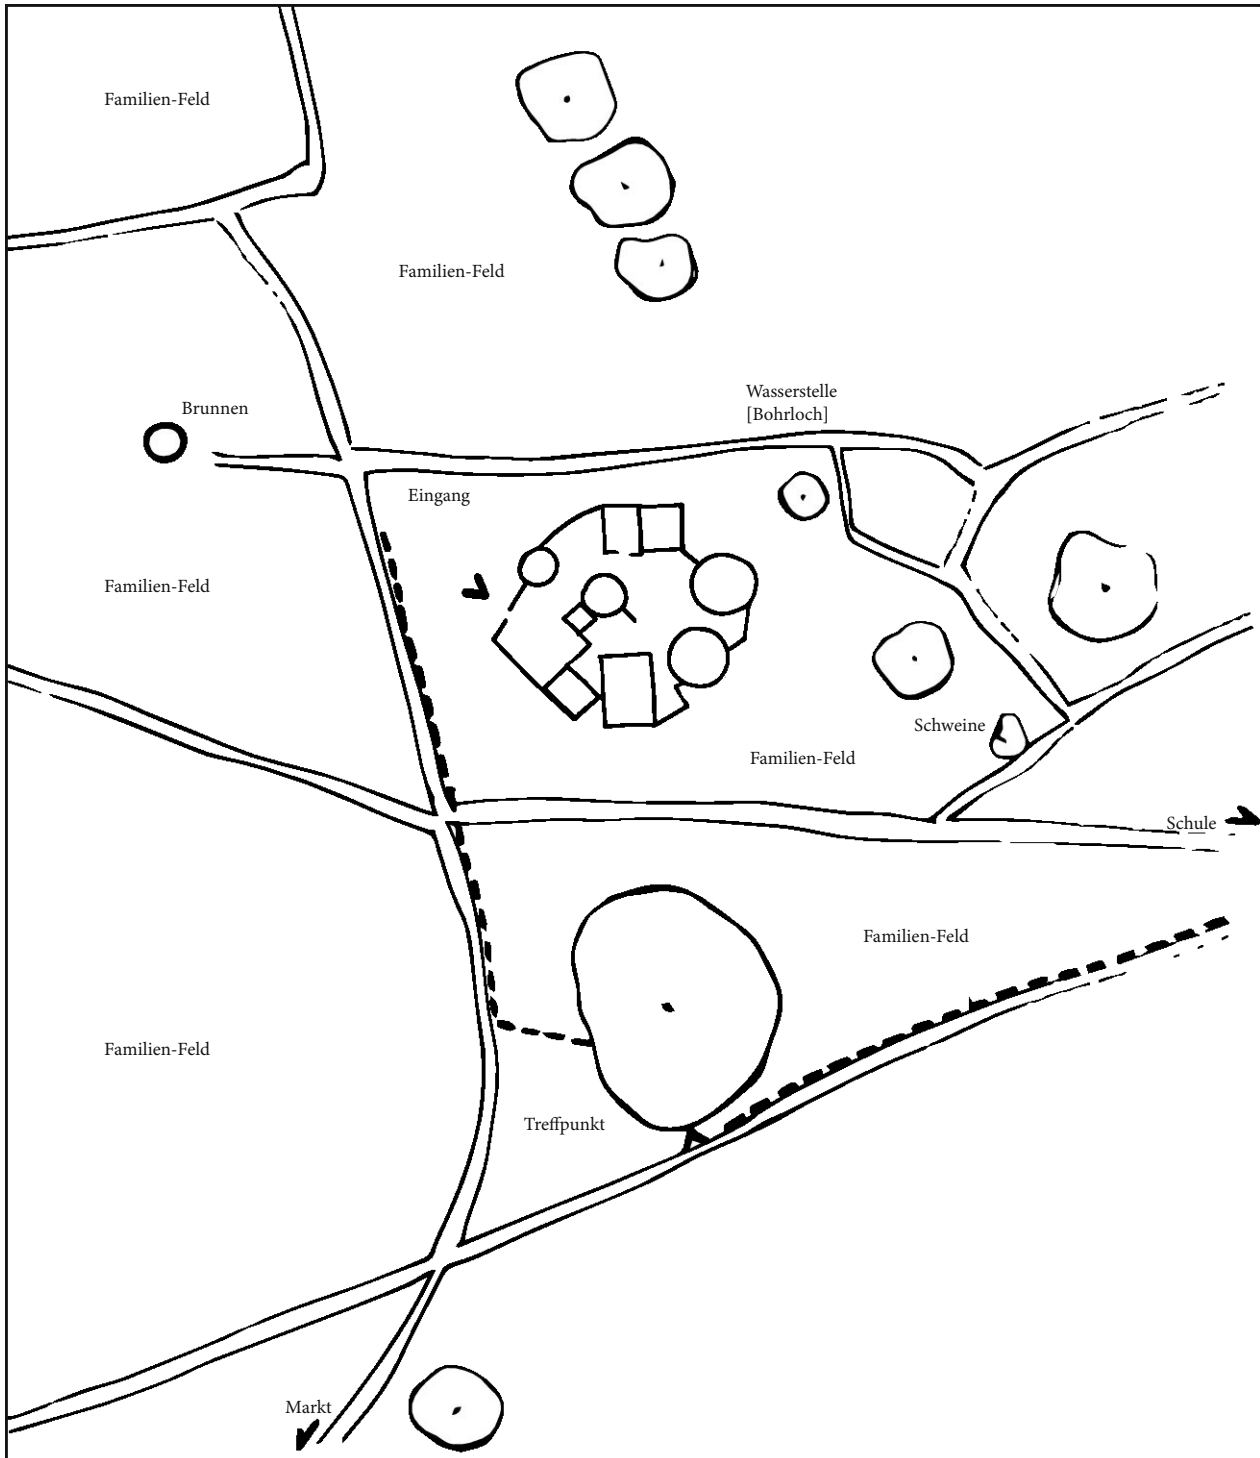 Familien-Feld
Familien-Feld
Wasserstelle
[Bohrloch]
Brunnen
Eingang
Familien-Feld
Schweine
Familien-Feld
Schule
Familien-Feld
Familien-Feld
Treffpunkt
Markt